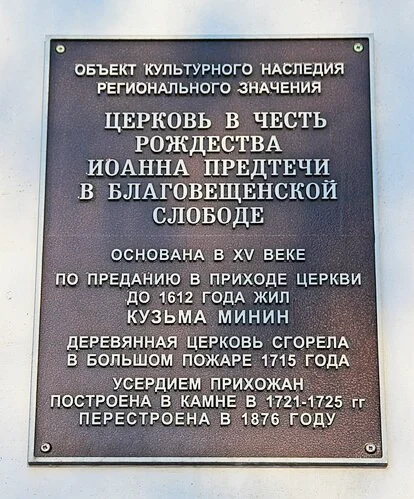 ОБЪЕКТ КУЛЬТУРНОГО НАСЛЕДИЯ
РЕГИОНАЛЬНОГО ЗНАЧЕНИЯ
ЦЕРКОВЬ В ЧЕСТЬ
РОЖДЕСТВА
ИОАННА ПРЕДТЕЧИ
В БЛАГОВЕЩЕНСКОЙ
СЛОБОДЕ
ОСНОВАНА В XV ВЕКЕ
ПО ПРЕДАНИЮ В ПРИХОДЕ ЦЕРКВИ
ДО 1612 ГОДА ЖИЛ
КУЗЬМА МИНИН
ДЕРЕВЯННАЯ ЦЕРКОВЬ СГОРЕЛА
В БОЛЬШОМ ПОЖАРЕ 1715 ГОДА
УСЕРДИЕМ ПРИХОЖАН
ПОСТРОЕНА В КАМНЕ В 1721-1725 гг
ПЕРЕСТРОЕНА В 1876 ГОДУ